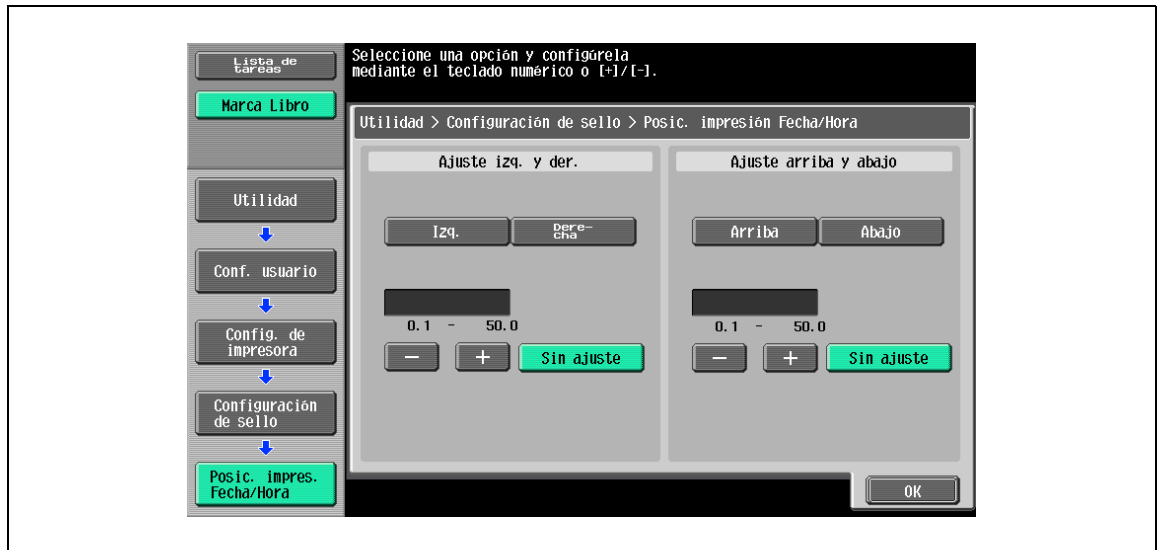 Lista de
tareas
Marca Libro
Seleccione una opción y configúrela
mediante el teclado numérico o [+]/[-].
Utilidad > Configuración de sello > Posic. impresión Fecha/Hora
Utilidad
Conf. usuario
Config. de
impresora
Configuración
de sello
Posic. impres.
Fecha/Hora
Ajuste izq. y der.
Izq.
Dere-
cha
0.1 - 50.0
- + Sin ajuste
Ajuste arriba y abajo
Arriba Abajo
0.1 - 50.0
- + Sin ajuste
OK